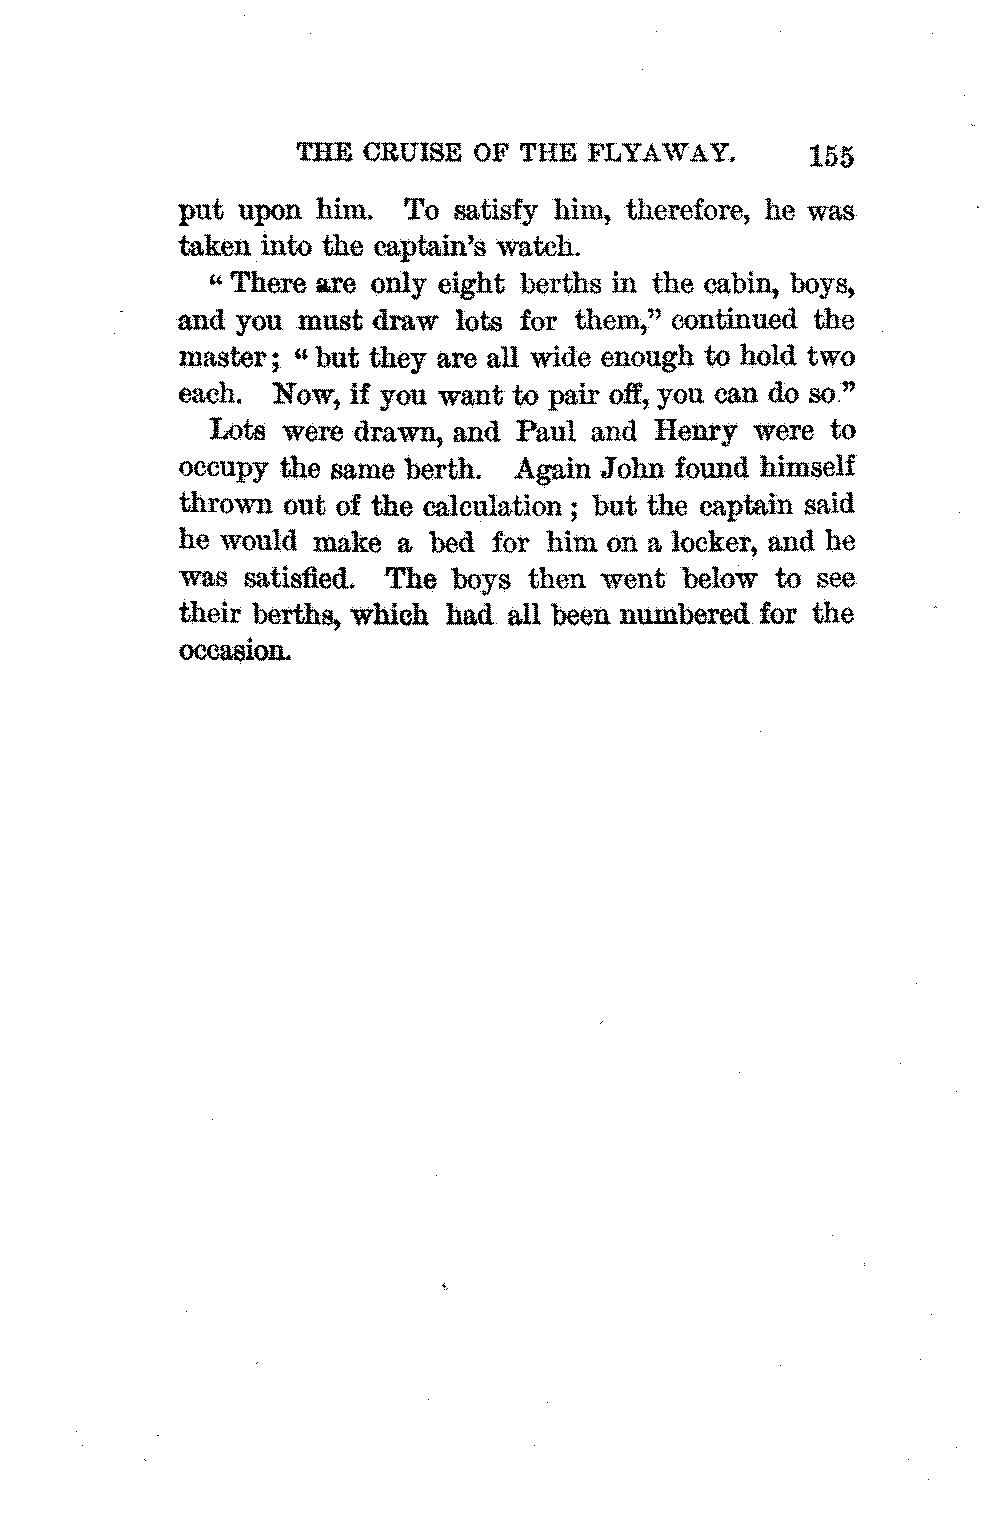 THE CRUISE OF THE FLYAWAY. 155
put upon him. To satisfy him, therefore, he was
taken into the captain's watch.
"There are only eight berths in the cabin, boys,
and you must draw lots for them," continued the
master; "but they are all wide enough to hold two
each. Now, if you want to pair off, you can do so."
Lots were drawn, and Paul and Henry were to
occupy the same berth. Again John found himself
thrown out of the calculation; but the captain said
he would make a bed for him on a locker, and he
was satisfied. The boys then went below to see
their berths, which had all been numbered for the
occasion.